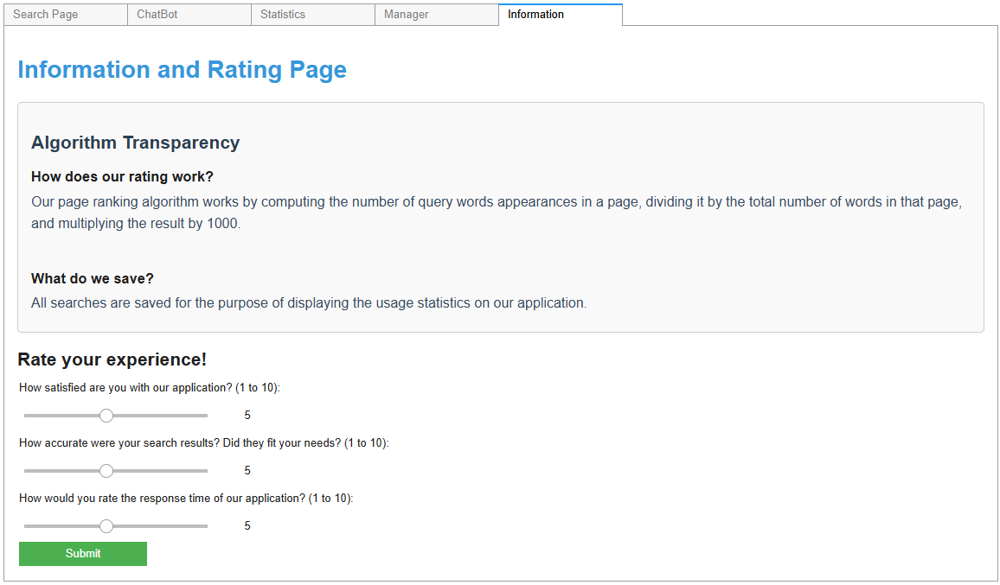 Search Page
ChatBot
Statistics
Manager
Information
Information and Rating Page
Algorithm Transparency
How does our rating work?
Our page ranking algorithm works by computing the number of query words appearances in a page, dividing it by the total number of words in that page,
and multiplying the result by 1000.
What do we save?
All searches are saved for the purpose of displaying the usage statistics on our application.
Rate your experience!
How satisfied are you with our application? (1 to 10):
5
How accurate were your search results? Did they fit your needs? (1 to 10):
5
How would you rate the response time of our application? (1 to 10):
5
Submit